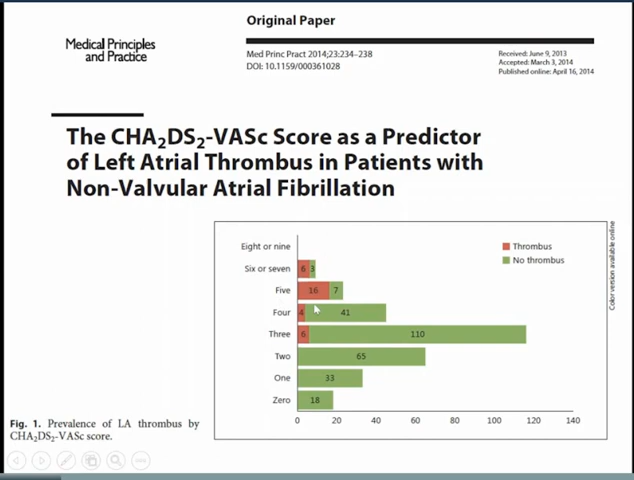 Original Paper
Medical Principles
and Practice
Med Princ Pract 2014;23:234–238
DOI: 10.1159/000361028
Received: June 9, 2013
Accepted: March 3, 2014
Published online: April 16, 2014
The CHA₂DS₂-VASc Score as a Predictor
of Left Atrial Thrombus in Patients with
Non-Valvular Atrial Fibrillation
Eight or nine
Thrombus
No thrombus
Six or seven 6 3
Five 16 7
Four 4 41
Three 6 110
Two 65
One 33
Zero 18
0 20 40 60 80 100 120 140
Color version available online
Fig. 1. Prevalence of LA thrombus by
CHA₂DS₂-VASc score.